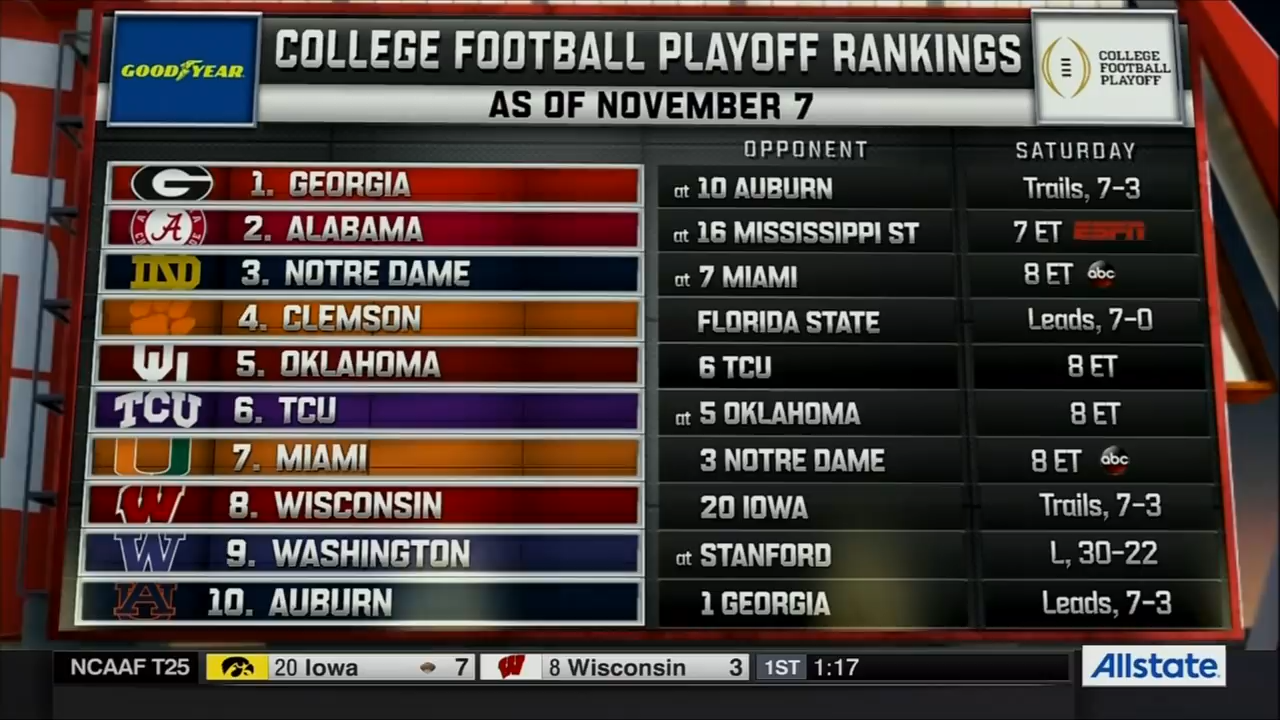 GOODYEAR
COLLEGE FOOTBALL PLAYOFF RANKINGS
COLLEGE
FOOTBALL
PLAYOFF
AS OF NOVEMBER 7
OPPONENT SATURDAY
G 1. GEORGIA at 10 AUBURN Trails, 7-3
A 2. ALABAMA at 16 MISSISSIPPI ST 7 ET ESPN
ND 3. NOTRE DAME at 7 MIAMI 8 ET abc
4. CLEMSON FLORIDA STATE Leads, 7-0
5. OKLAHOMA 6 TCU 8 ET
TCU 6. TCU at 5 OKLAHOMA 8 ET
U 7. MIAMI 3 NOTRE DAME 8 ET abc
W 8. WISCONSIN 20 IOWA Trails, 7-3
W 9. WASHINGTON at STANFORD L, 30-22
AU 10. AUBURN 1 GEORGIA Leads, 7-3
NCAAF T25 20 Iowa 7 W 8 Wisconsin 3 1ST 1:17 Allstate